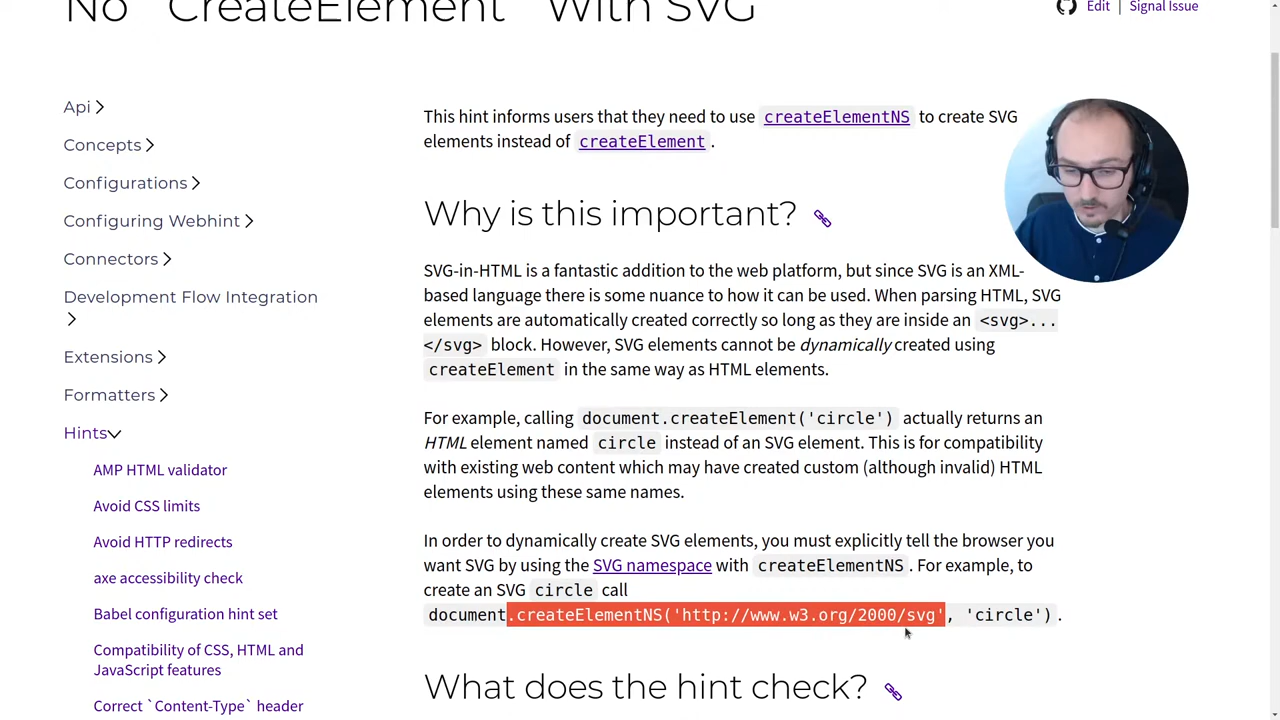 No `CreateElement` With SVG
Edit | Signal Issue
Api
Concepts
Configurations
Configuring Webhint
Connectors
Development Flow Integration
Extensions
Formatters
Hints
AMP HTML validator
Avoid CSS limits
Avoid HTTP redirects
axe accessibility check
Babel configuration hint set
Compatibility of CSS, HTML and
JavaScript features
Correct `Content-Type` header
This hint informs users that they need to use createElementNS to create SVG
elements instead of createElement .
Why is this important?
SVG-in-HTML is a fantastic addition to the web platform, but since SVG is an XML-
based language there is some nuance to how it can be used. When parsing HTML, SVG
elements are automatically created correctly so long as they are inside an <svg>...
</svg> block. However, SVG elements cannot be dynamically created using
createElement in the same way as HTML elements.
For example, calling document.createElement('circle') actually returns an
HTML element named circle instead of an SVG element. This is for compatibility
with existing web content which may have created custom (although invalid) HTML
elements using these same names.
In order to dynamically create SVG elements, you must explicitly tell the browser you
want SVG by using the SVG namespace with createElementNS. For example, to
create an SVG circle call
document.createElementNS('http://www.w3.org/2000/svg', 'circle').
What does the hint check?